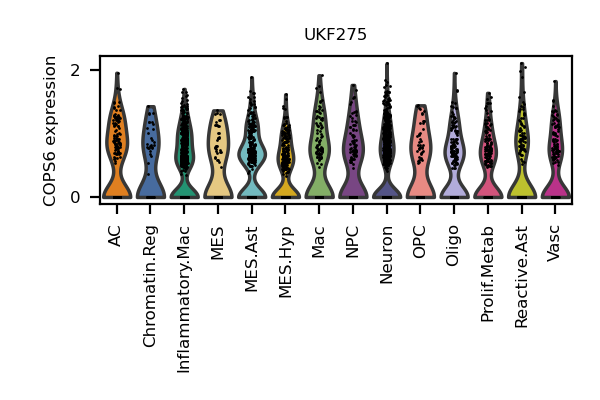 UKF275
COPS6 expression
2
0
AC
Chromatin.Reg
Inflammatory.Mac
MES
MES.Ast
MES.Hyp
Mac
NPC
Neuron
OPC
Oligo
Prolif.Metab
Reactive.Ast
Vasc